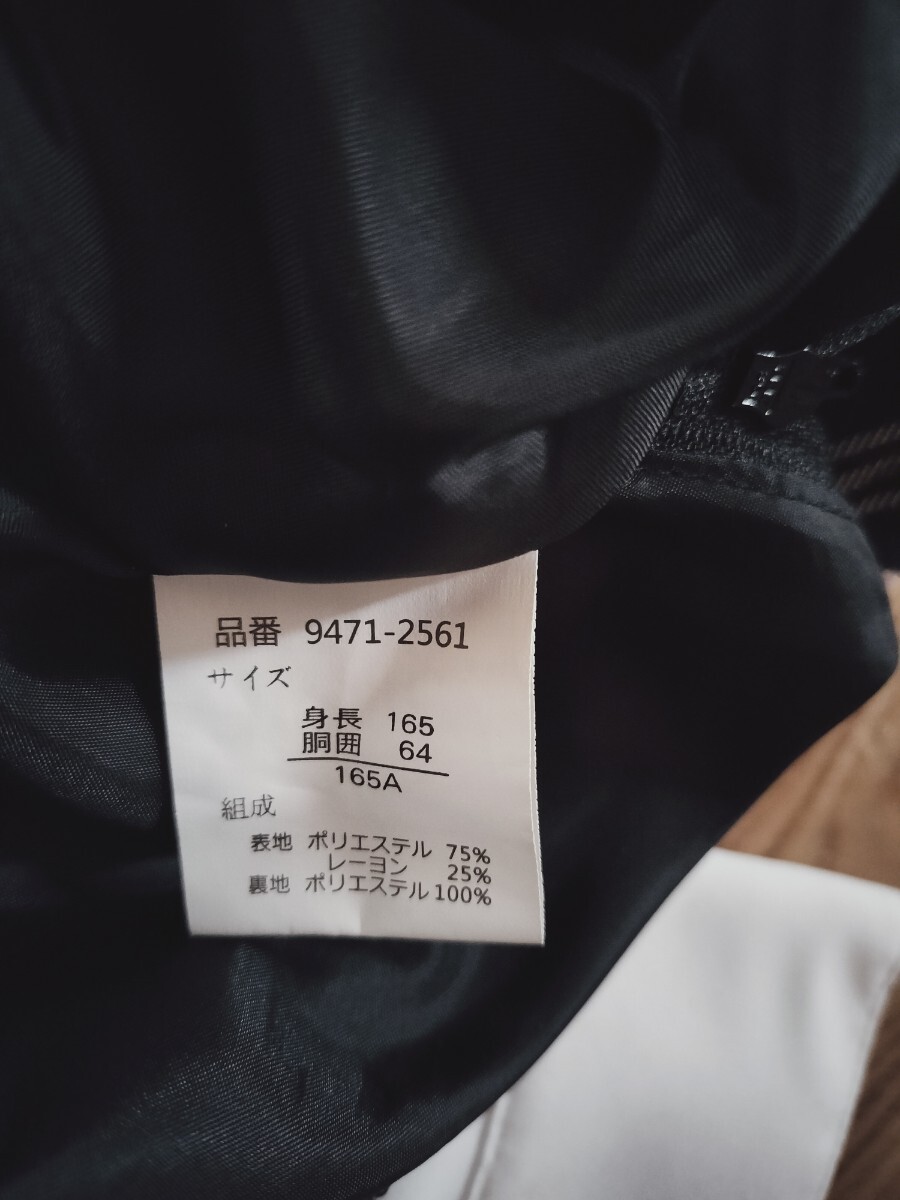 品番 9471-2561
サイズ
身長 165
胴囲 64
165A
組成
表地 ポリエステル 75%
レーヨン 25%
裏地 ポリエステル 100%